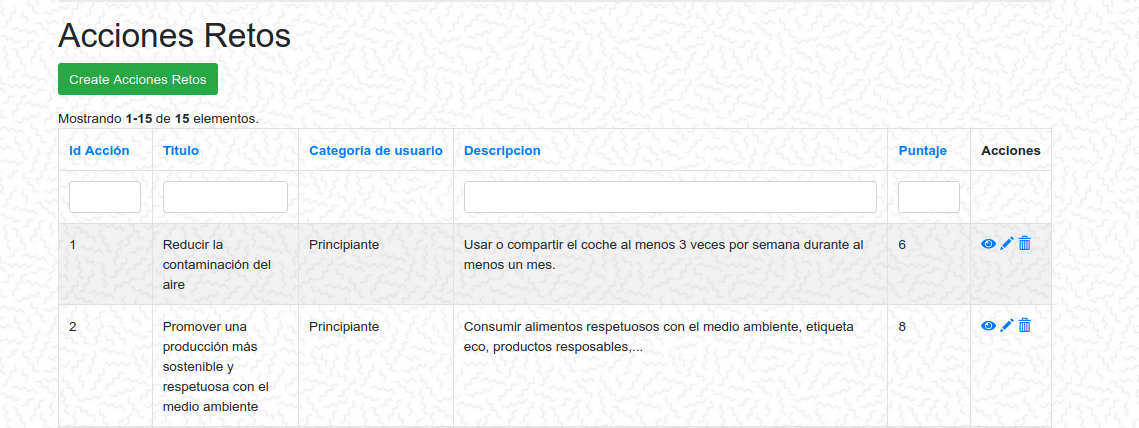 Acciones Retos
Create Acciones Retos
Mostrando 1-15 de 15 elementos.
Id Acción Titulo Categoría de usuario Descripcion Puntaje Acciones
1 Reducir la Principiante Usar o compartir el coche al menos 3 veces por semana durante al 6
contaminación del menos un mes.
aire
2 Promover una Principiante Consumir alimentos respetuosos con el medio ambiente, etiqueta 8
producción más eco, productos resposables,...
sostenible y
respetuosa con el
medio ambiente